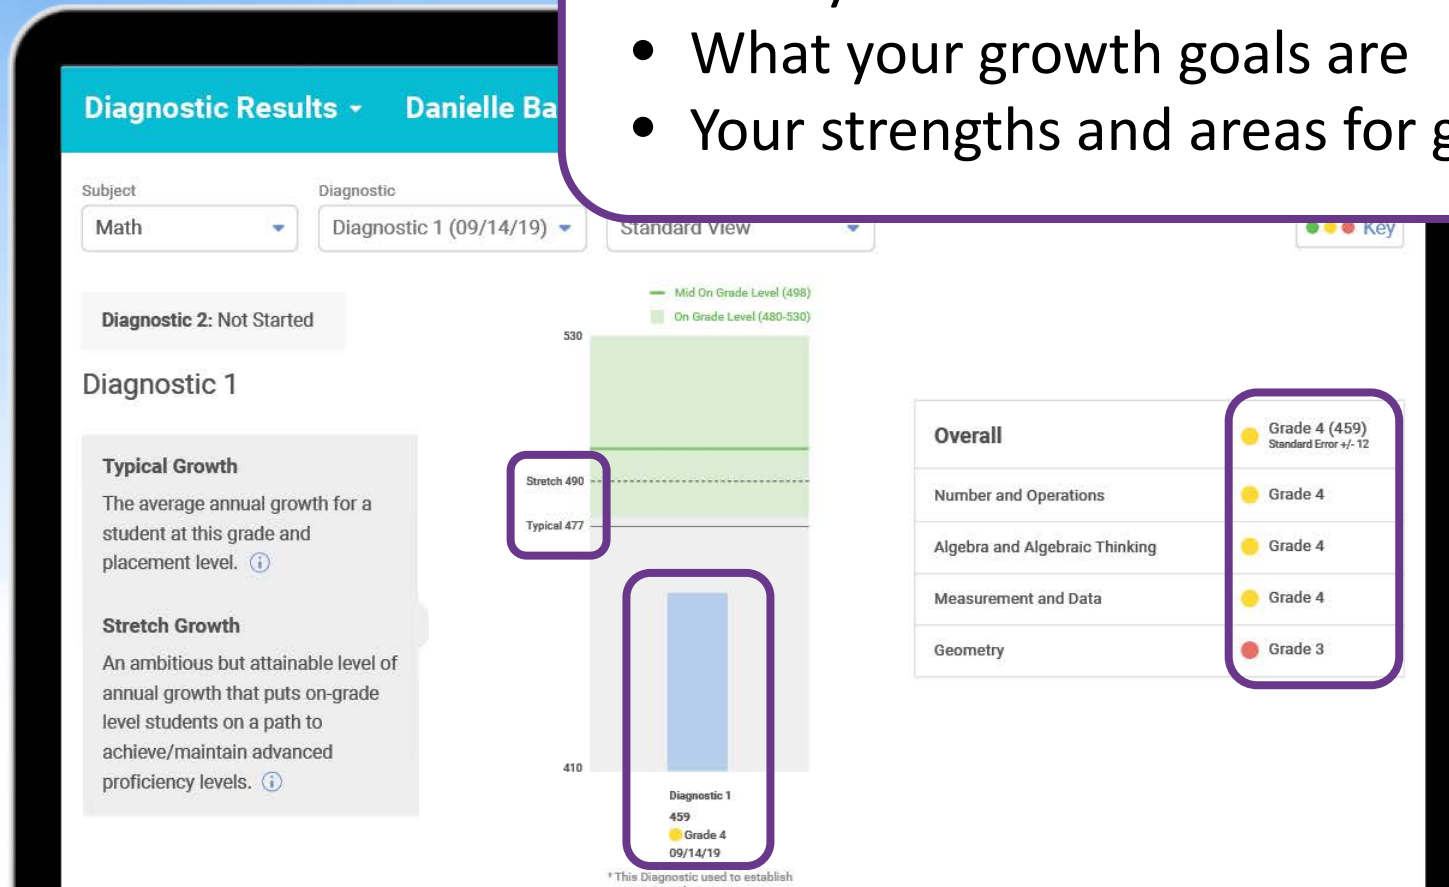 • What your growth goals are
• Your strengths and areas for
Diagnostic Results
Danielle Ba
Subject
Diagnostic
Math
Diagnostic 1 (09/14/19)
Standard View
Key
Diagnostic 2: Not Started
Diagnostic 1
Typical Growth
The average annual growth for a
student at this grade and
placement level.
Stretch Growth
An ambitious but attainable level of
annual growth that puts on-grade
level students on a path to
achieve/maintain advanced
proficiency levels.
Mid On Grade Level (498)
On Grade Level (480-530)
530
Stretch 490
Typical 477
410
Diagnostic 1
459
Grade 4
09/14/19
† This Diagnostic used to establish
Overall
Grade 4 (459)
Standard Error +/- 12
Number and Operations
Grade 4
Algebra and Algebraic Thinking
Grade 4
Measurement and Data
Grade 4
Geometry
Grade 3